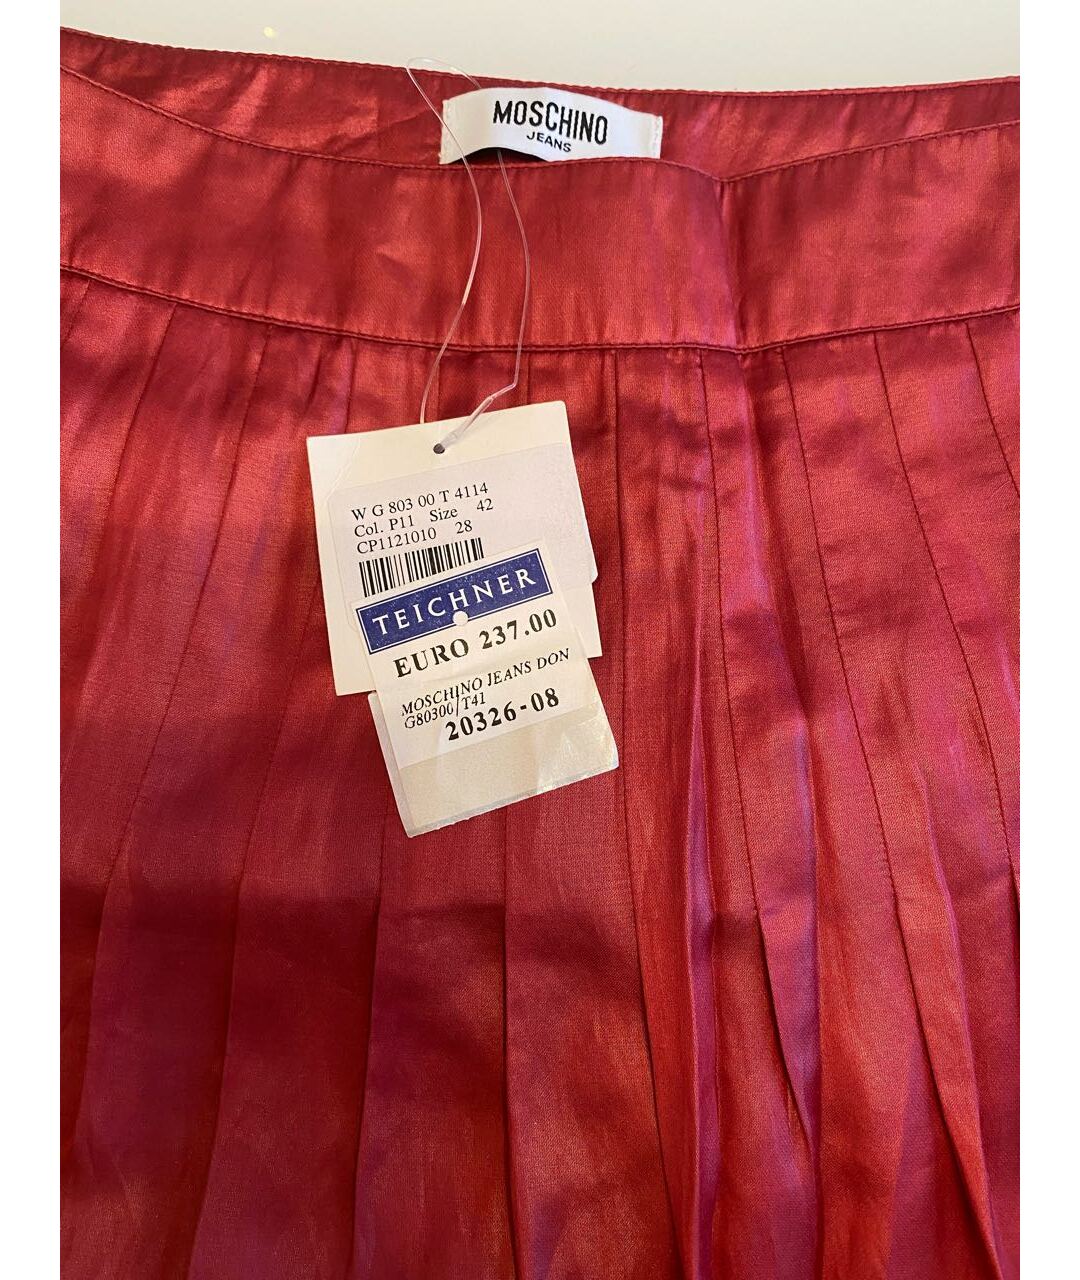 MOSCHINO
JEANS
W G 803 00 T 4114
Col. P11 Size 42
CP1121010 28
TEICHNER
EURO 237.00
MOSCHINO JEANS DON
G80300/T41
20326-08